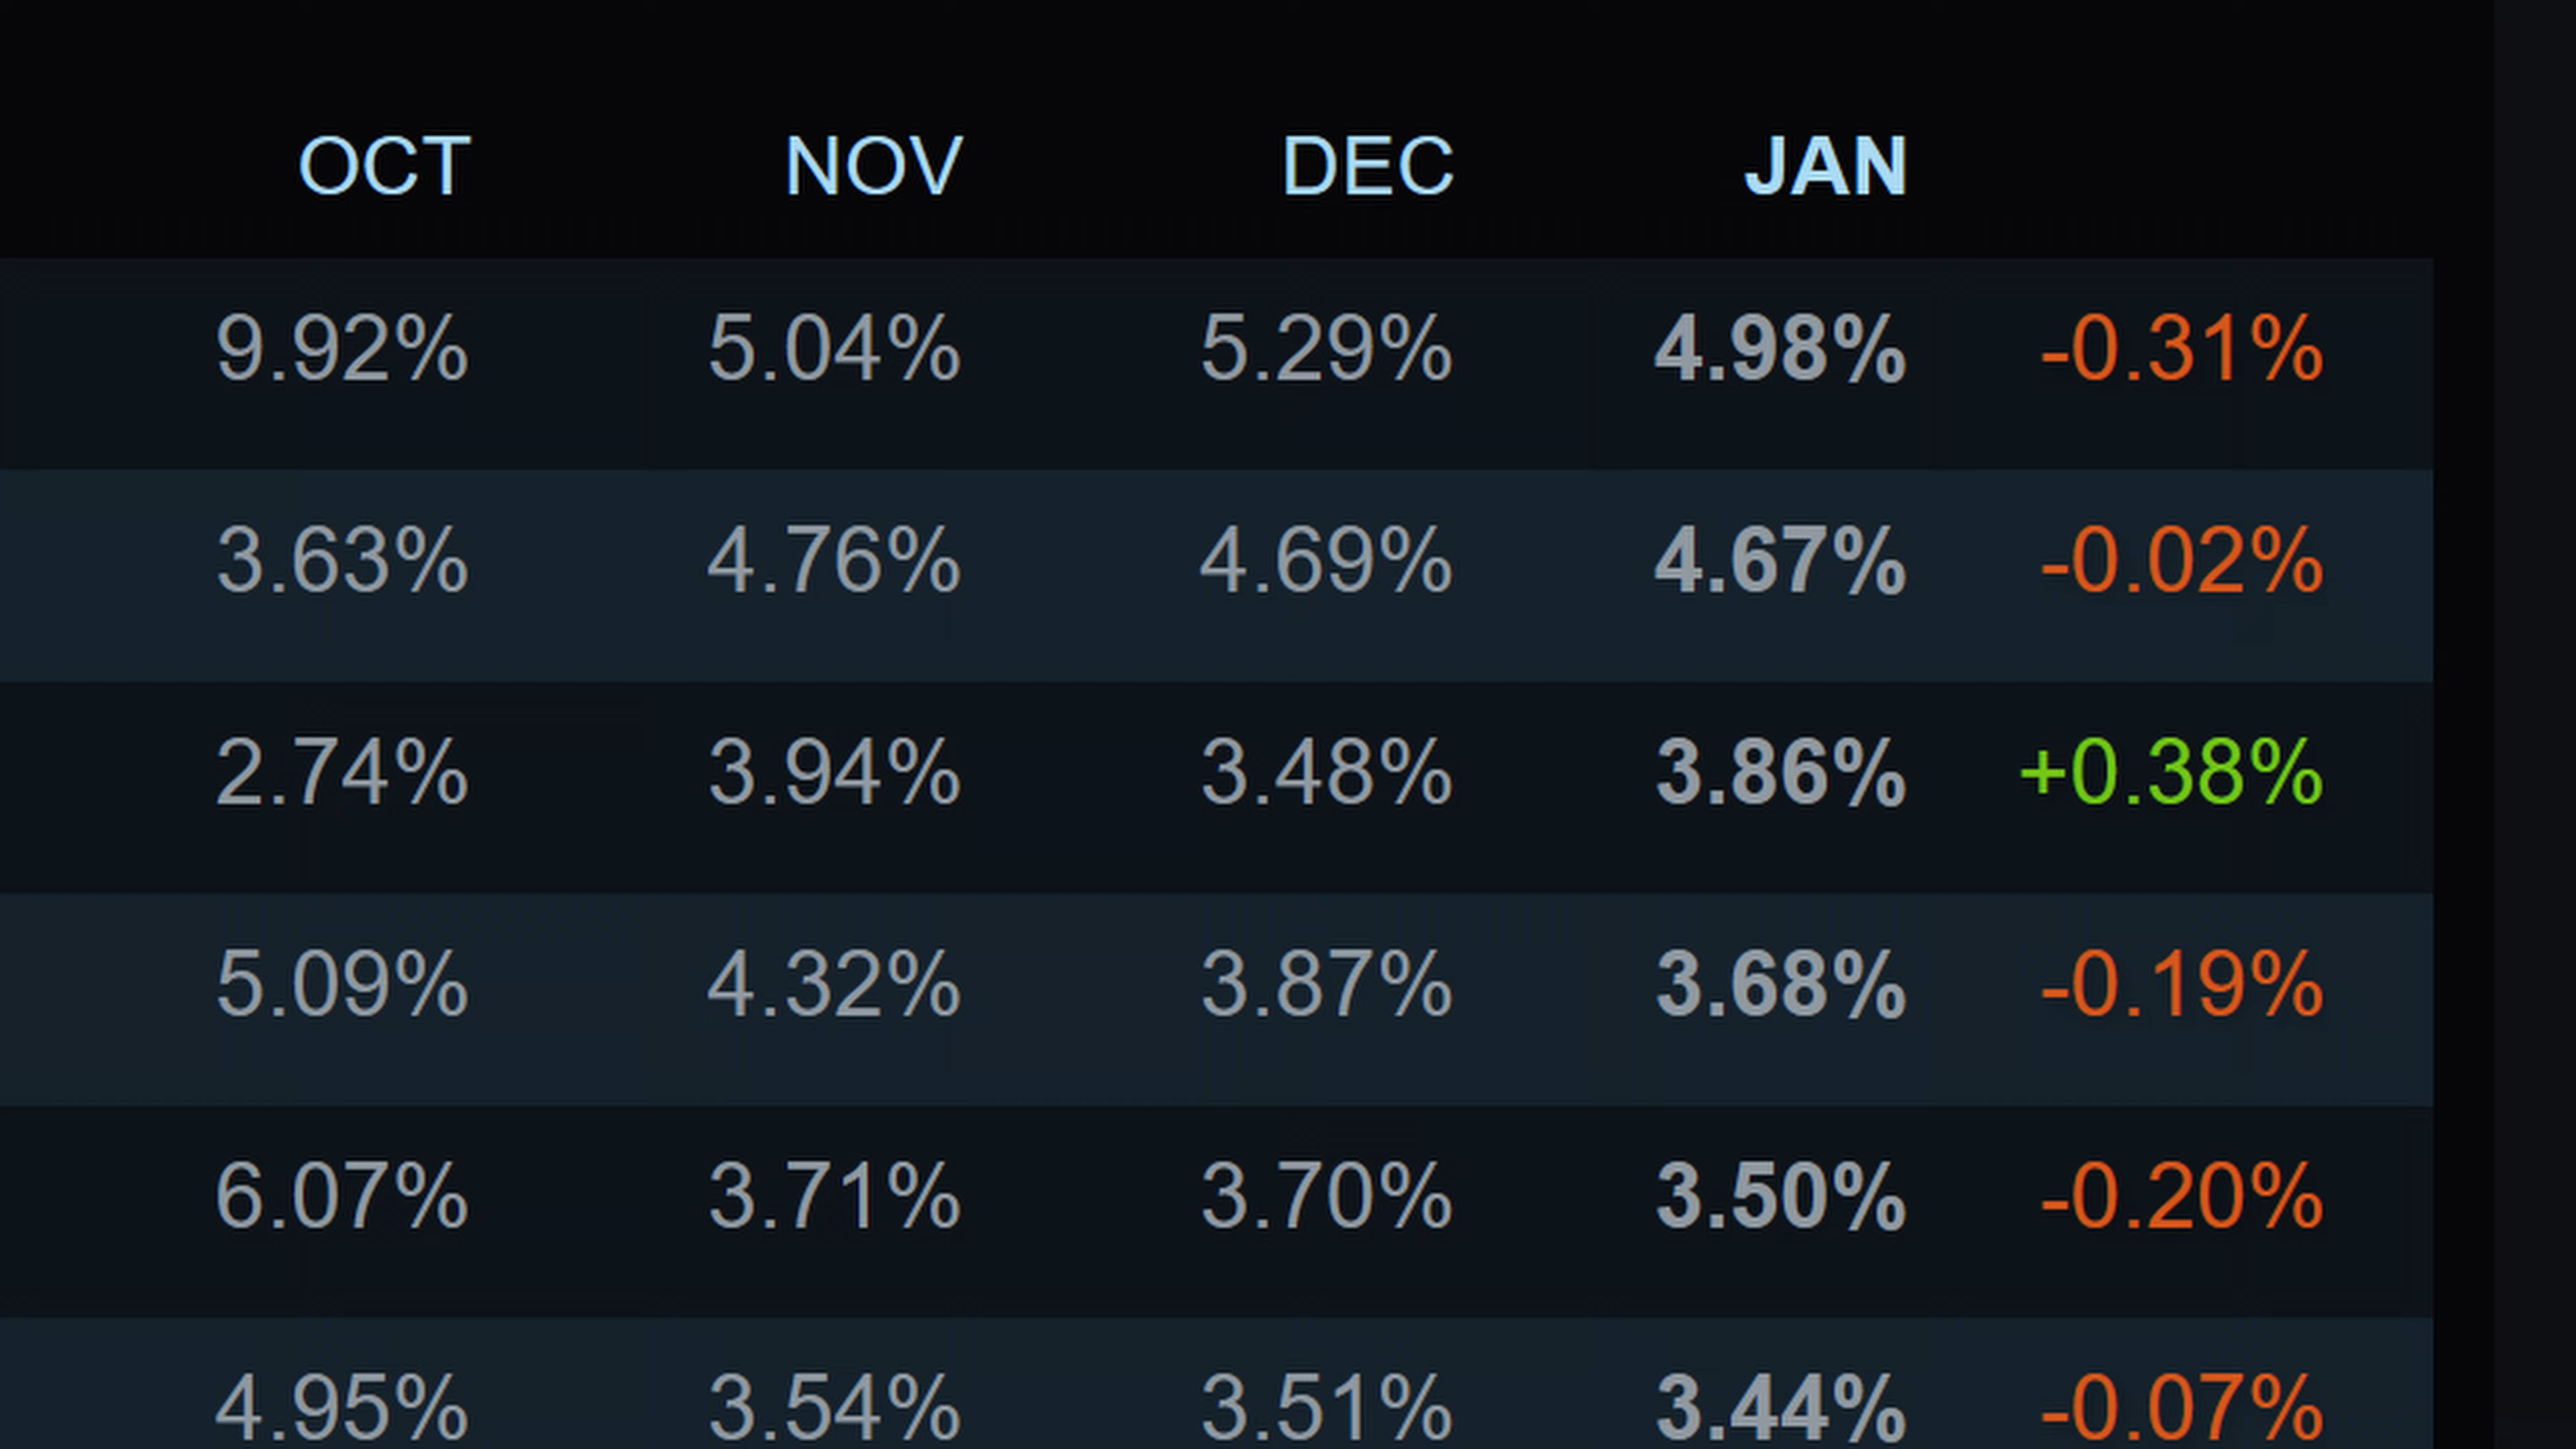 OCT NOV DEC JAN
9.92% 5.04% 5.29% 4.98% -0.31%
3.63% 4.76% 4.69% 4.67% -0.02%
2.74% 3.94% 3.48% 3.86% +0.38%
5.09% 4.32% 3.87% 3.68% -0.19%
6.07% 3.71% 3.70% 3.50% -0.20%
4.95% 3.54% 3.51% 3.44% -0.07%